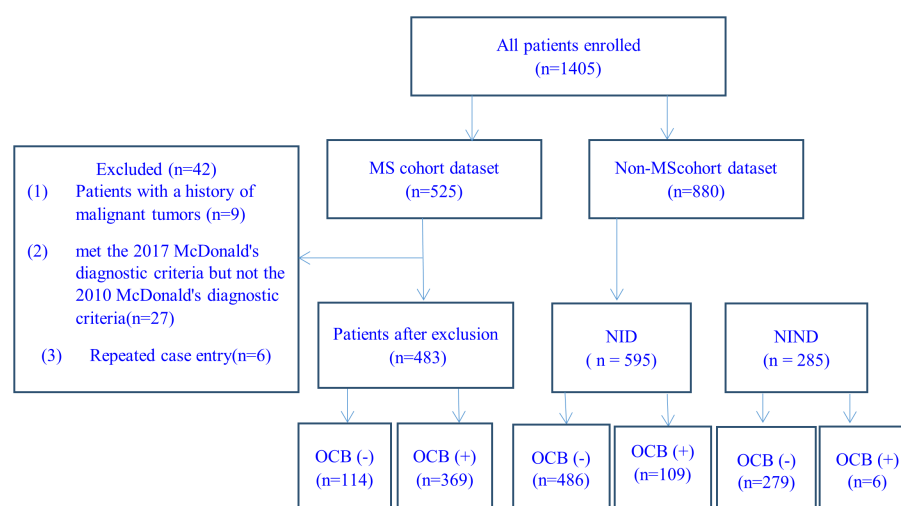 All patients enrolled
(n=1405)
MS cohort dataset
(n=525)
Non-MScohort dataset
(n=880)
Excluded (n=42)
(1) Patients with a history of
malignant tumors (n=9)
(2) met the 2017 McDonald's
diagnostic criteria but not the
2010 McDonald's diagnostic
criteria(n=27)
(3) Repeated case entry(n=6)
Patients after exclusion
(n=483)
NID
( n = 595)
NIND
(n = 285)
OCB (-)
(n=114)
OCB (+)
(n=369)
OCB (-)
(n=486)
OCB (+)
(n=109)
OCB (-)
(n=279)
OCB (+)
(n=6)